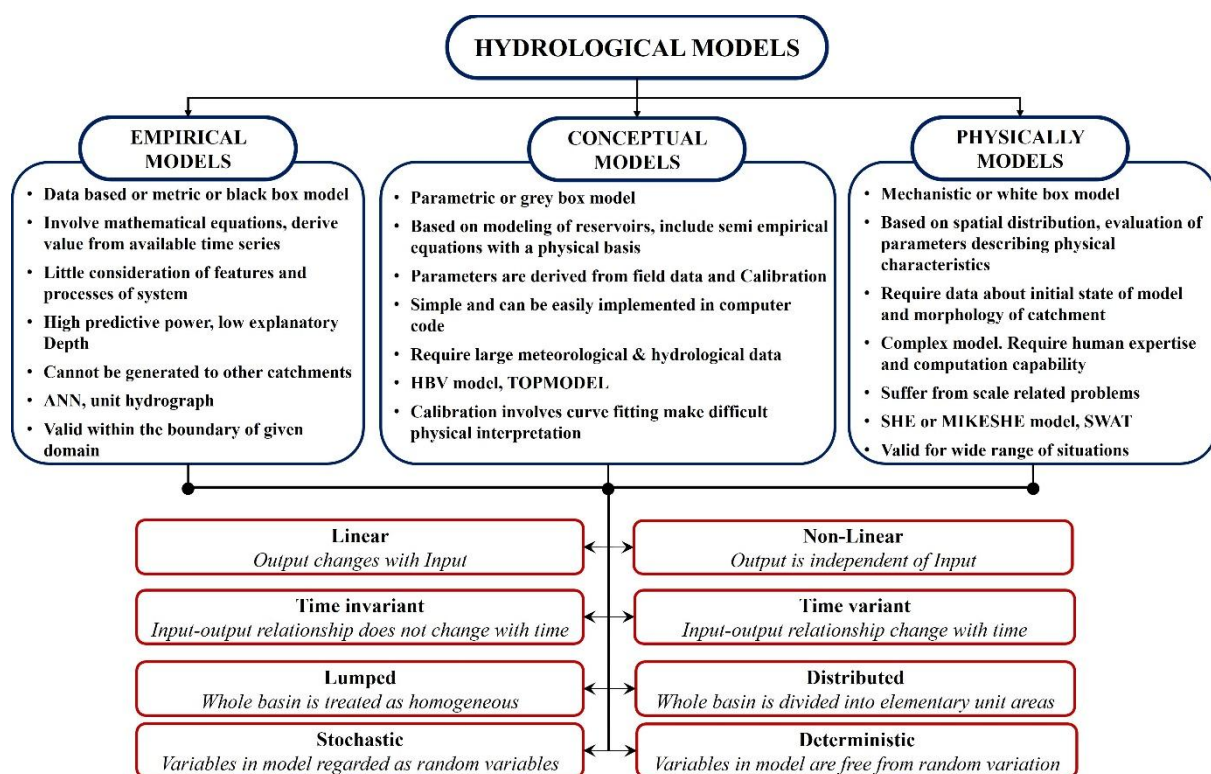 HYDROLOGICAL MODELS
EMPIRICAL
MODELS
• Data based or metric or black box model
• Involve mathematical equations, derive
value from available time series
• Little consideration of features and
processes of system
• High predictive power, low explanatory
Depth
• Cannot be generated to other catchments
• ANN, unit hydrograph
• Valid within the boundary of given
domain
CONCEPTUAL
MODELS
• Parametric or grey box model
• Based on modeling of reservoirs, include semi empirical
equations with a physical basis
• Parameters are derived from field data and Calibration
• Simple and can be easily implemented in computer
code
• Require large meteorological & hydrological data
• HBV model, TOPMODEL
• Calibration involves curve fitting make difficult
physical interpretation
PHYSICALLY
MODELS
• Mechanistic or white box model
• Based on spatial distribution, evaluation of
parameters describing physical
characteristics
• Require data about initial state of model
and morphology of catchment
• Complex model. Require human expertise
and computation capability
• Suffer from scale related problems
• SHE or MIKESHE model, SWAT
• Valid for wide range of situations
Linear
Output changes with Input
Non-Linear
Output is independent of Input
Time invariant
Input-output relationship does not change with time
Time variant
Input-output relationship change with time
Lumped
Whole basin is treated as homogeneous
Distributed
Whole basin is divided into elementary unit areas
Stochastic
Variables in model regarded as random variables
Deterministic
Variables in model are free from random variation